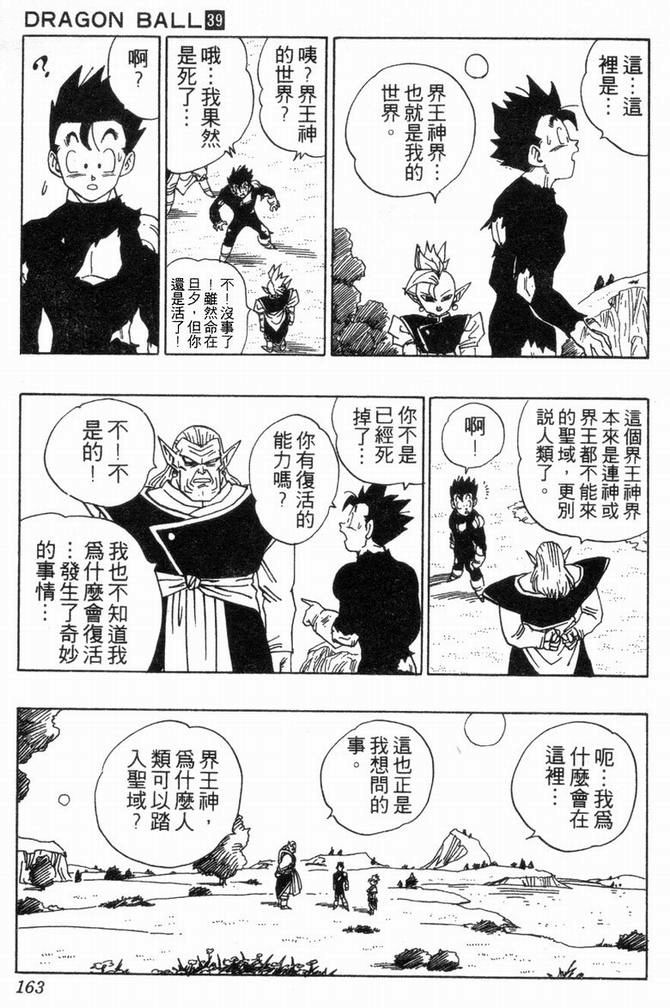 DRAGON BALL 39
這…這
裡是…
界王神界…
也就是我的
世界。
咦？界王神
的世界？
哦…我果然
是死了…
不！沒事了
！雖然命在
旦夕，但你
還是活了！
啊？
？
這個界王神界
本來是連神或
界王都不能來
的聖域，更別
說人類了。
啊！
你不是
已經死
掉了…
你有復活的
能力嗎？
不！不
是的！
我也不知道我
為什麼會復活
…發生了奇妙
的事情…
呃…我為
什麼會在
這裡…
這也正是
我想問的
事。
界王神，
為什麼人
類可以踏
入聖域？
163